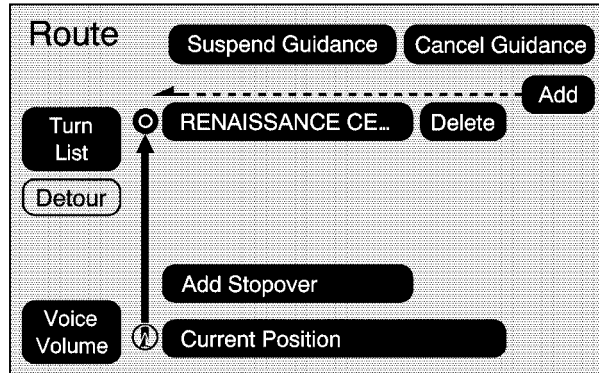 Route
Suspend Guidance
Cancel Guidance
Add
Turn
List
RENAISSANCE CE...
Delete
Detour
Add Stopover
Voice
Volume
Current Position